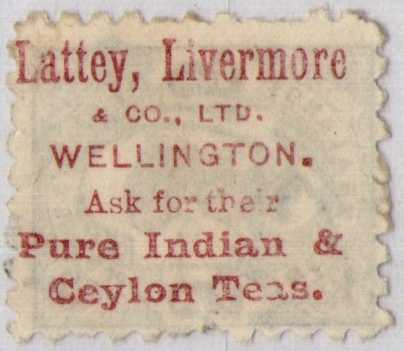 Lattey, Livermore
& CO., LTD.
WELLINGTON.
Ask for their
Pure Indian &
Ceylon Teas.